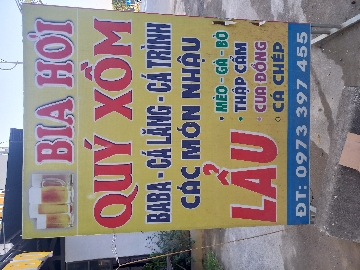 BIA HƠI
QUÝ XỒM
BABA - CÁ LĂNG - CÁ TRÌNH
CÁC MÓN NHẬU
LẨU
• MÈO - GÀ - BÒ
• THẬP CẨM
• CUA ĐỒNG
• CÁ CHÉP
ĐT: 0973 397 455